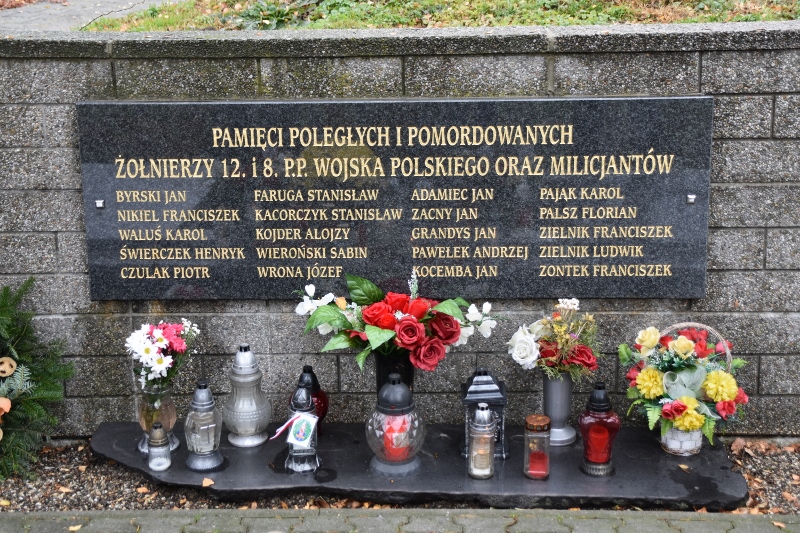 PAMIĘCI POLEGŁYCH I POMORDOWANYCH
ŻOŁNIERZY 12. i 8. P.P. WOJSKA POLSKIEGO ORAZ MILICJANTÓW
BYRSKI JAN
NIKIEL FRANCISZEK
WALUŚ KAROL
ŚWIERCZEK HENRYK
CZULAK PIOTR
FARUGA STANISŁAW
KACORCZYK STANISŁAW
KOJDER ALOJZY
WIEROŃSKI SABIN
WRONA JÓZEF
ADAMIEC JAN
ZACNY JAN
GRANDYS JAN
PAWEŁEK ANDRZEJ
KOCEMBA JAN
PAJĄK KAROL
PALSZ FLORIAN
ZIELNIK FRANCISZEK
ZIELNIK LUDWIK
ZONTEK FRANCISZEK